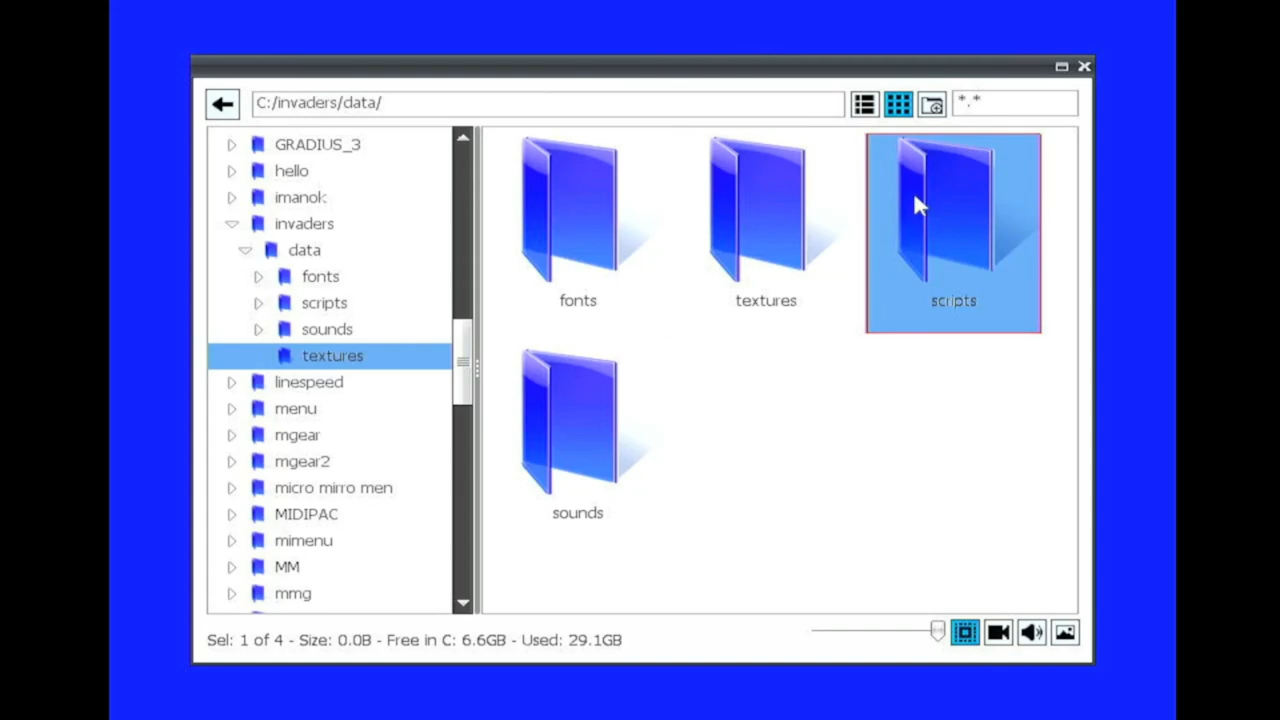 C:/invaders/data/
*.*
GRADIUS_3
hello
imanok
invaders
data
fonts
scripts
sounds
textures
linespeed
menu
mgear
mgear2
micro mirro men
MIDIPAC
mimenu
MM
mmg
fonts
textures
scripts
sounds
Sel: 1 of 4 - Size: 0.0B - Free in C: 6.6GB - Used: 29.1GB